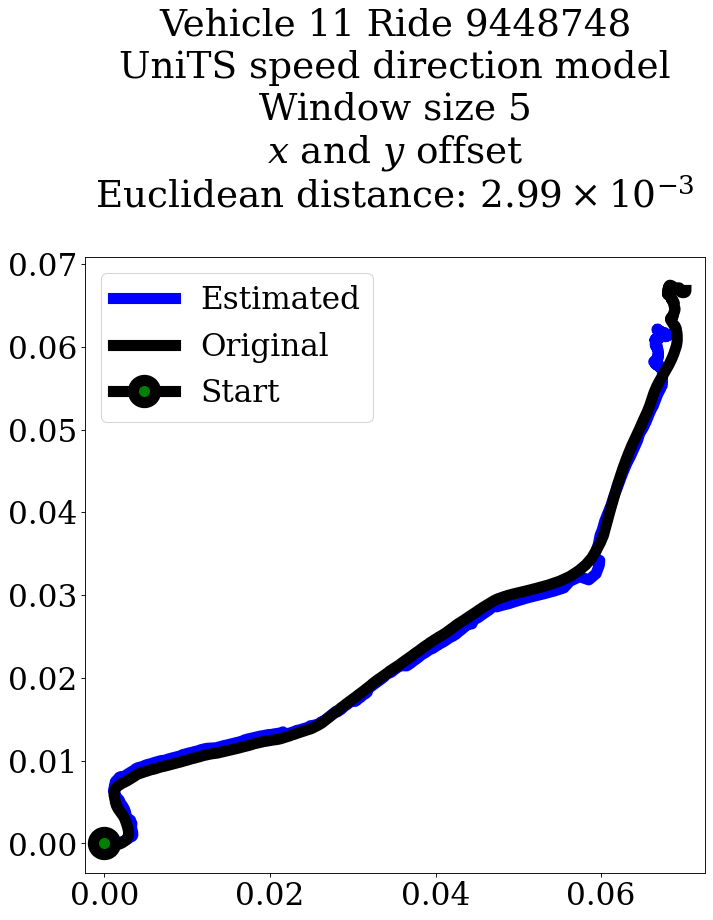 Vehicle 11 Ride 9448748
UniTS speed direction model
Window size 5
x and y offset
Euclidean distance: 2.99 × 10⁻³
0.07
0.06
0.05
0.04
0.03
0.02
0.01
0.00
Estimated
Original
Start
0.00 0.02 0.04 0.06